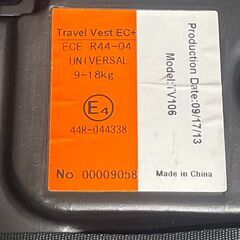 Travel Vest EC+
ECE R44-04
UNIVERSAL
9-18kg
E4
44R-044338
No 00009058
Production Date:09/17/13
Model:TV106
Made in China